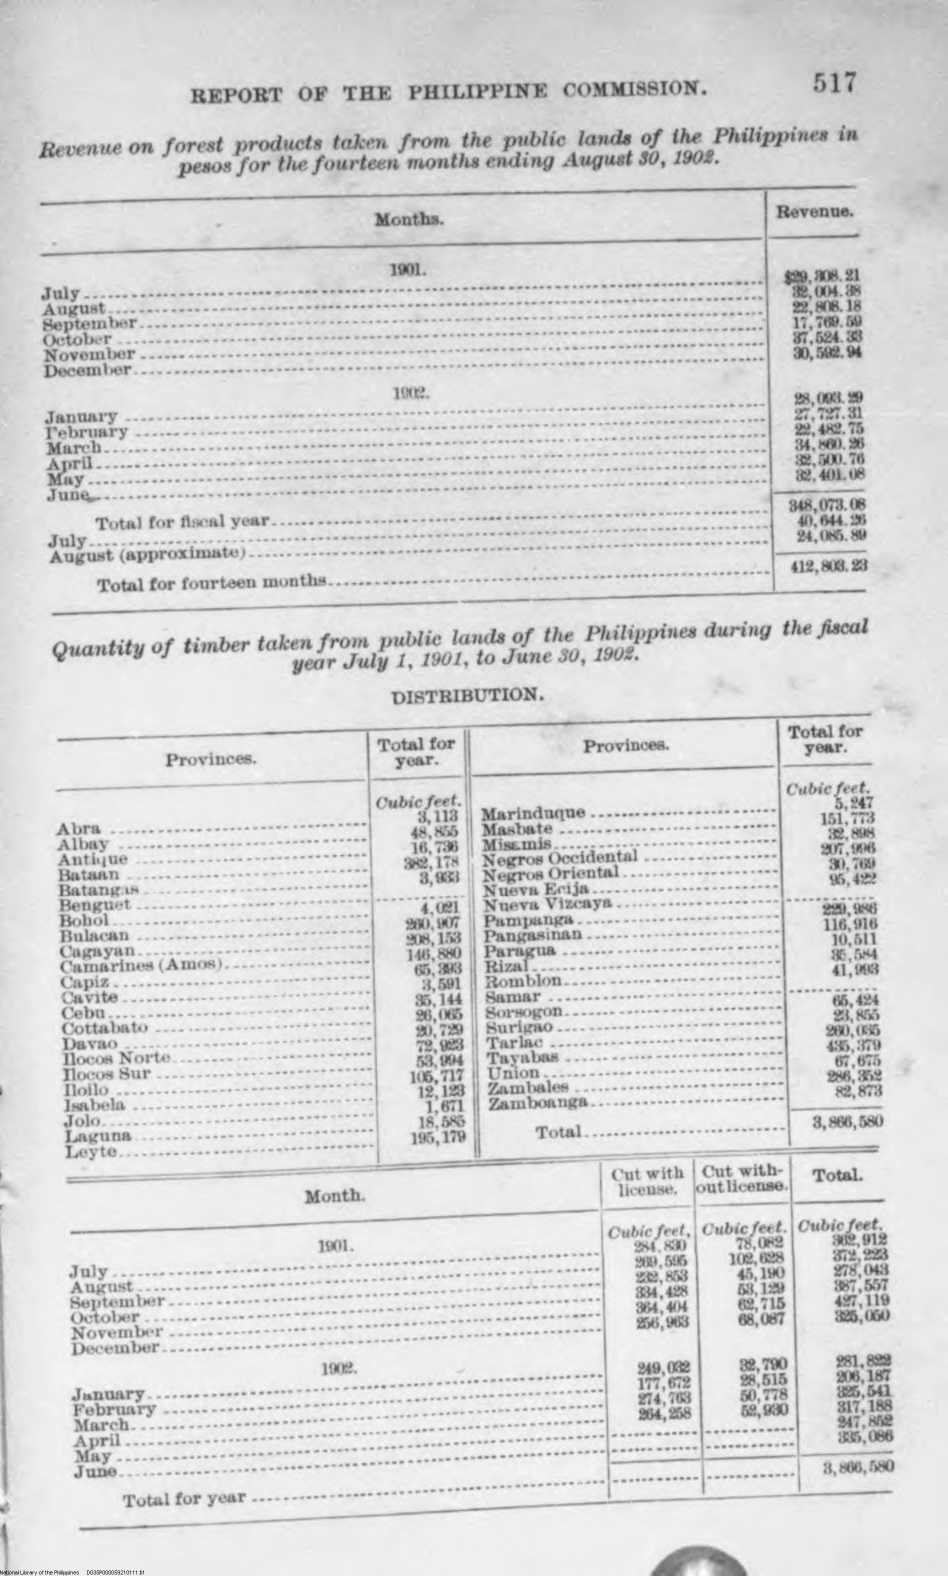 REPORT OF THE PHILIPPINE COMMISSION. 517
Revenue on forest products taken from the public lands of the Philippines in
pesos for the fourteen months ending August 30, 1902.
Months. Revenue.
1901.
July $29,308.21
August 32,004.38
September 22,808.18
October 17,769.59
November 37,524.33
December 30,592.94
1902.
January 28,093.29
February 27,727.31
March 22,482.75
April 34,860.26
May 32,500.76
June 32,401.08
Total for fiscal year 348,073.08
July 40,644.26
August (approximate) 24,085.89
Total for fourteen months 412,803.23
Quantity of timber taken from public lands of the Philippines during the fiscal
year July 1, 1901, to June 30, 1902.
DISTRIBUTION.
Provinces. Total for year. Provinces. Total for year.
Cubic feet. Cubic feet.
Abra 3,113
Albay 48,855
Antique 16,736
Bataan 382,178
Batangas 3,933
Benguet
Bohol 4,021
Bulacan 260,907
Cagayan 208,153
Camarines (Amos) 146,880
Capiz 65,393
Cavite 3,591
Cebu 35,144
Cottabato 26,065
Davao 20,729
Ilocos Norte 72,923
Ilocos Sur 53,994
Iloilo 105,717
Isabela 12,123
Jolo 1,671
Laguna 18,585
Leyte 195,179
Marinduque 5,247
Masbate 151,773
Misamis 32,898
Negros Occidental 207,996
Negros Oriental 30,769
Nueva Ecija 95,422
Nueva Vizcaya
Pampanga 229,986
Pangasinan 116,916
Paragua 10,511
Rizal 35,584
Romblon 41,993
Samar
Sorsogon 65,424
Surigao 23,855
Tarlac 260,035
Tayabas 435,379
Union 67,675
Zambales 286,352
Zamboanga 82,873
Total 3,866,580
Month. Cut with license. Cut without license. Total.
Cubic feet. Cubic feet. Cubic feet.
1901.
July 284,830 78,082 362,912
August 269,595 102,628 372,223
September 232,853 45,190 278,043
October 334,428 53,129 387,557
November 364,404 62,715 427,119
December 256,963 68,087 325,050
1902.
January 249,032 32,790 281,822
February 177,672 28,515 206,187
March 274,763 50,778 325,541
April 264,258 52,930 317,188
May 247,852
June 335,086
Total for year 3,866,580
National Library of the Philippines DG35P000059210111.tif